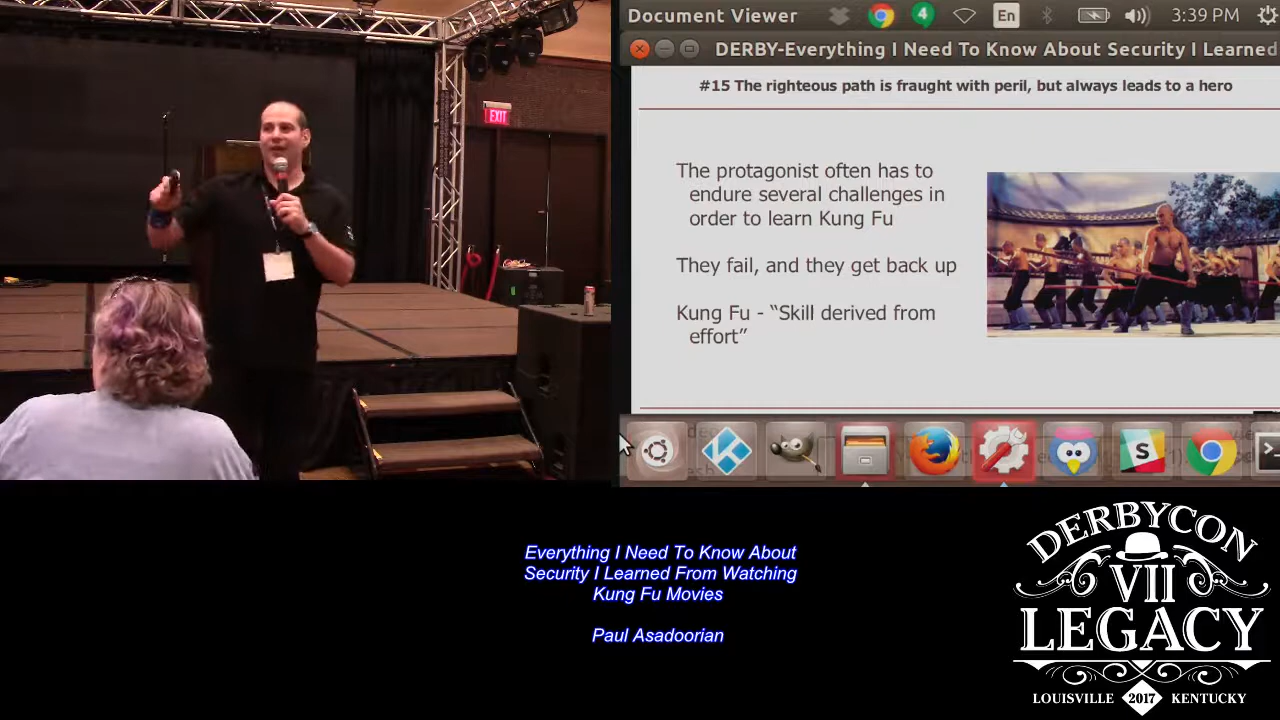 EXIT
Document Viewer
4
En
3:39 PM
DERBY-Everything I Need To Know About Security I Learned
#15 The righteous path is fraught with peril, but always leads to a hero
The protagonist often has to
endure several challenges in
order to learn Kung Fu
They fail, and they get back up
Kung Fu - “Skill derived from
effort”
S
>_
Everything I Need To Know About
Security I Learned From Watching
Kung Fu Movies
Paul Asadoorian
DERBYCON
VII
LEGACY
LOUISVILLE 2017 KENTUCKY